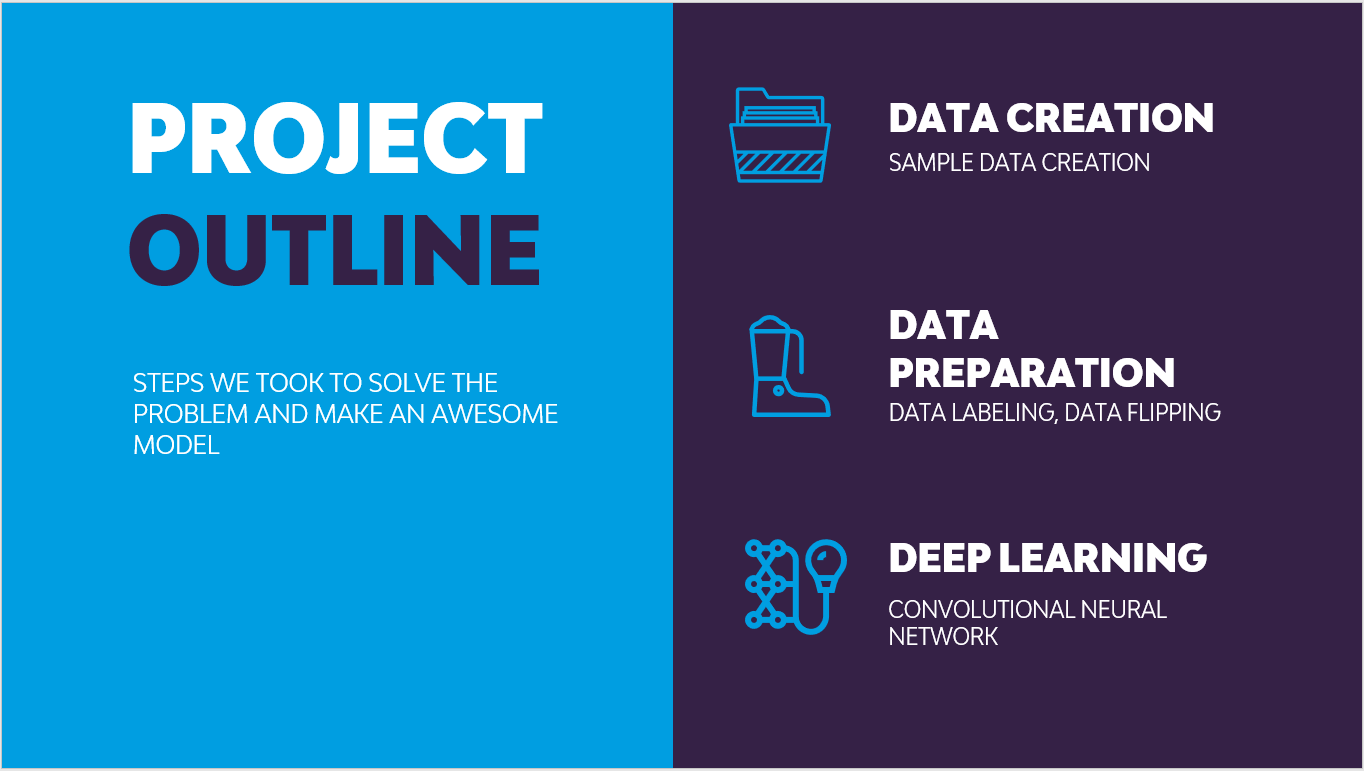 PROJECT
OUTLINE
STEPS WE TOOK TO SOLVE THE
PROBLEM AND MAKE AN AWESOME
MODEL
DATA CREATION
SAMPLE DATA CREATION
DATA
PREPARATION
DATA LABELING, DATA FLIPPING
DEEP LEARNING
CONVOLUTIONAL NEURAL
NETWORK